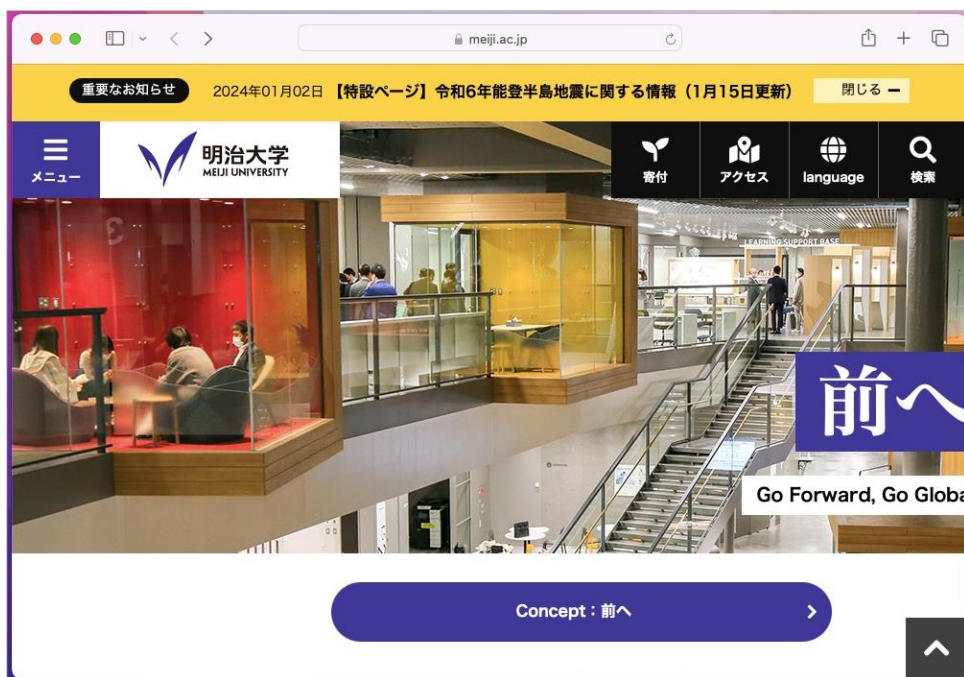 meiji.ac.jp
重要なお知らせ 2024年01月02日 【特設ページ】令和6年能登半島地震に関する情報（1月15日更新） 閉じる
メニュー
明治大学
MEIJI UNIVERSITY
寄付 アクセス language 検索
LEARNING SUPPORT BASE
前へ
Go Forward, Go Globa
Concept：前へ